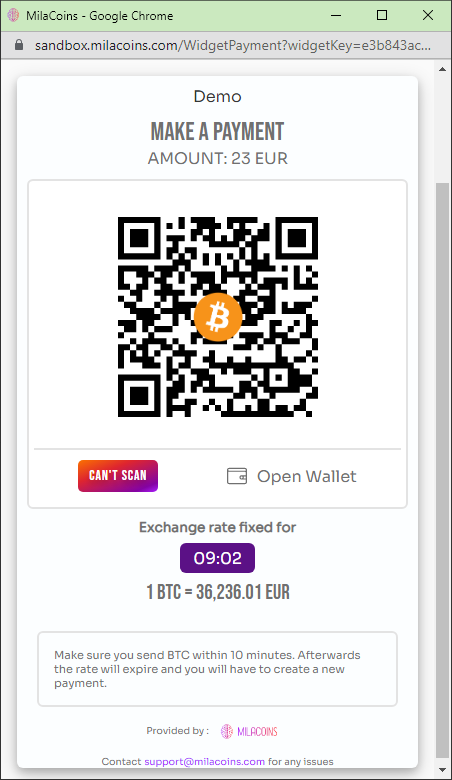 MilaCoins - Google Chrome
sandbox.milacoins.com/WidgetPayment?widgetKey=e3b843ac...
Demo
MAKE A PAYMENT
AMOUNT: 23 EUR
CAN'T SCAN
Open Wallet
Exchange rate fixed for
09:02
1 BTC = 36,236.01 EUR
Make sure you send BTC within 10 minutes. Afterwards
the rate will expire and you will have to create a new
payment.
Provided by : MILACOINS
Contact support@milacoins.com for any issues